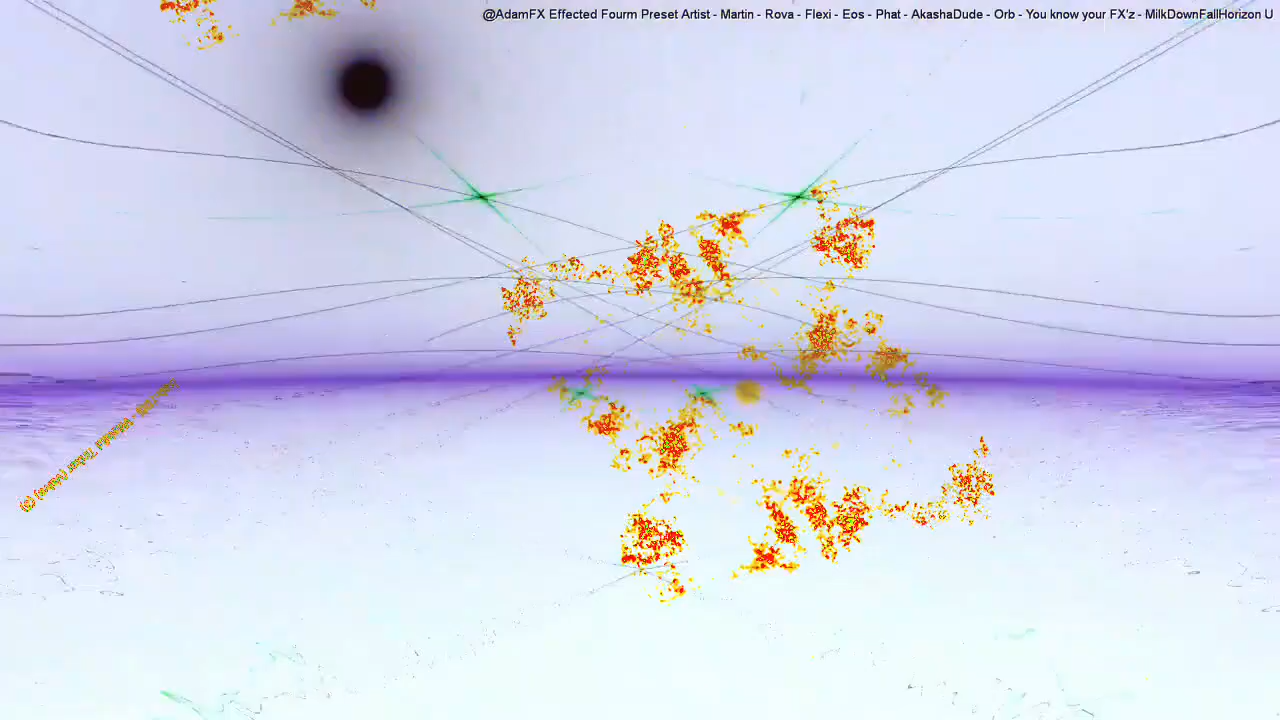 @AdamFX Effected Fourm Preset Artist - Martin - Rova - Flexi - Eos - Phat - AkashaDude - Orb - You know your FX'z - MilkDownFallHorizon U